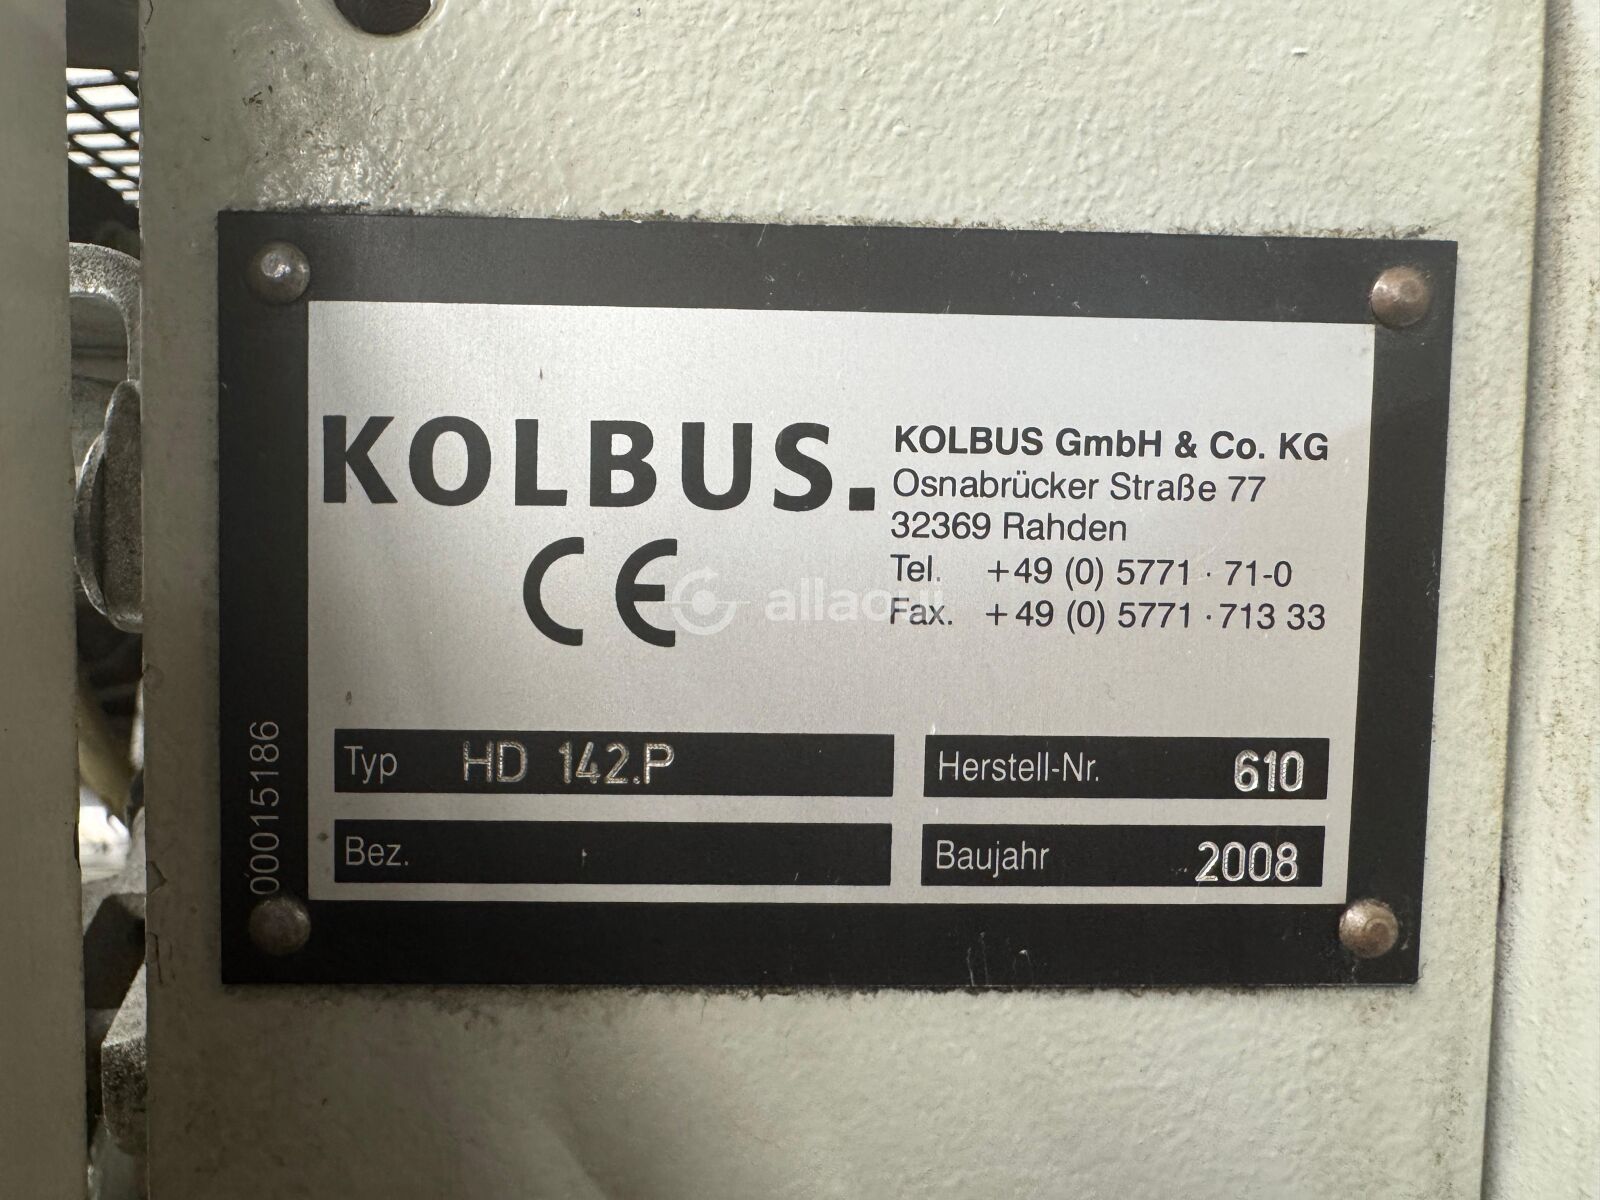 KOLBUS.
KOLBUS GmbH & Co. KG
Osnabrücker Straße 77
32369 Rahden
Tel. +49 (0) 5771 · 71-0
Fax. +49 (0) 5771 · 713 33
CE
Typ HD 142.P
Herstell-Nr. 610
Bez.
Baujahr 2008
00015186